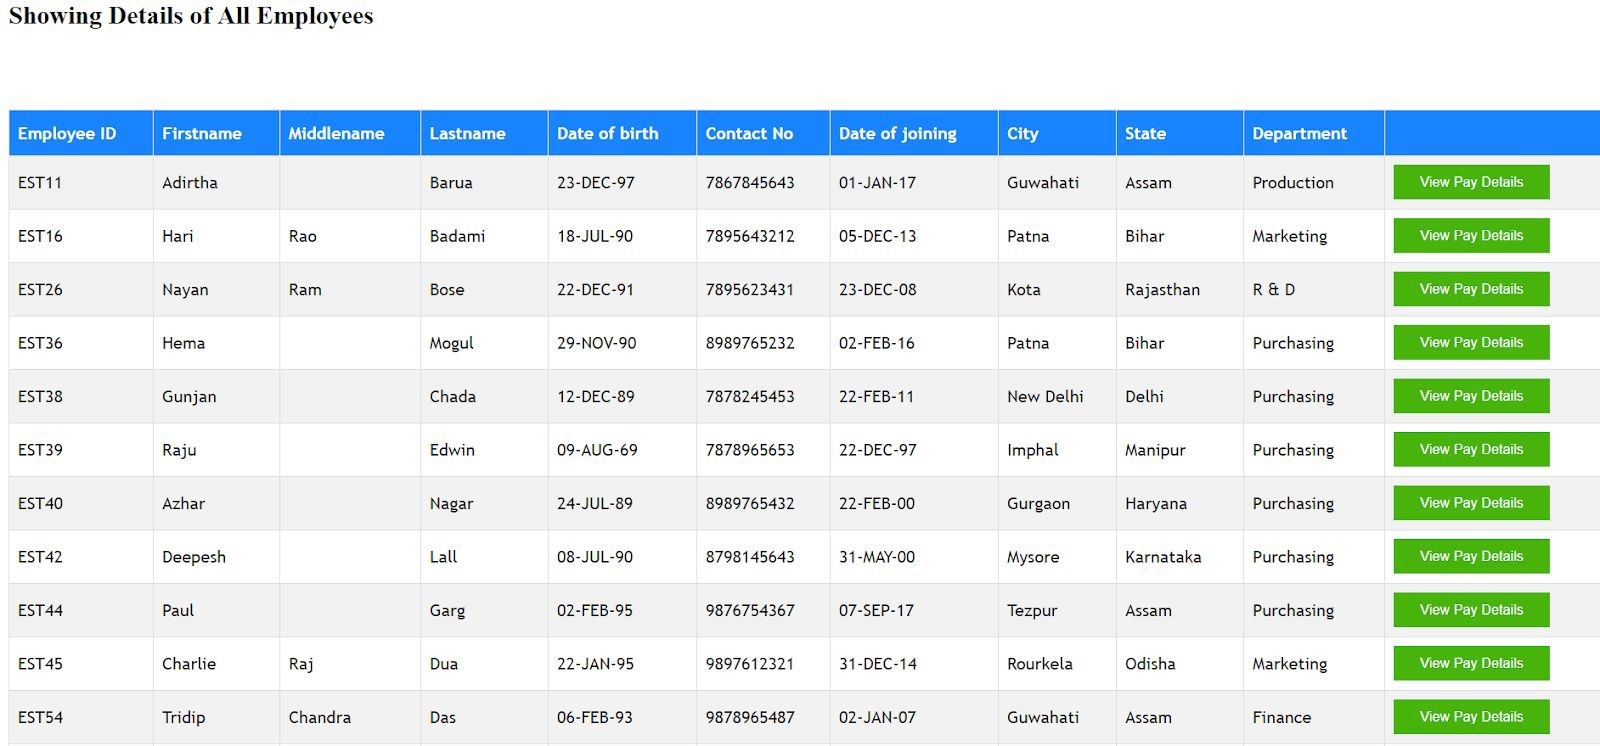 Showing Details of All Employees
Employee ID Firstname Middlename Lastname Date of birth Contact No Date of joining City State Department
EST11 Adirtha Barua 23-DEC-97 7867845643 01-JAN-17 Guwahati Assam Production View Pay Details
EST16 Hari Rao Badami 18-JUL-90 7895643212 05-DEC-13 Patna Bihar Marketing View Pay Details
EST26 Nayan Ram Bose 22-DEC-91 7895623431 23-DEC-08 Kota Rajasthan R & D View Pay Details
EST36 Hema Mogul 29-NOV-90 8989765232 02-FEB-16 Patna Bihar Purchasing View Pay Details
EST38 Gunjan Chada 12-DEC-89 7878245453 22-FEB-11 New Delhi Delhi Purchasing View Pay Details
EST39 Raju Edwin 09-AUG-69 7878965653 22-DEC-97 Imphal Manipur Purchasing View Pay Details
EST40 Azhar Nagar 24-JUL-89 8989765432 22-FEB-00 Gurgaon Haryana Purchasing View Pay Details
EST42 Deepesh Lall 08-JUL-90 8798145643 31-MAY-00 Mysore Karnataka Purchasing View Pay Details
EST44 Paul Garg 02-FEB-95 9876754367 07-SEP-17 Tezpur Assam Purchasing View Pay Details
EST45 Charlie Raj Dua 22-JAN-95 9897612321 31-DEC-14 Rourkela Odisha Marketing View Pay Details
EST54 Tridip Chandra Das 06-FEB-93 9878965487 02-JAN-07 Guwahati Assam Finance View Pay Details